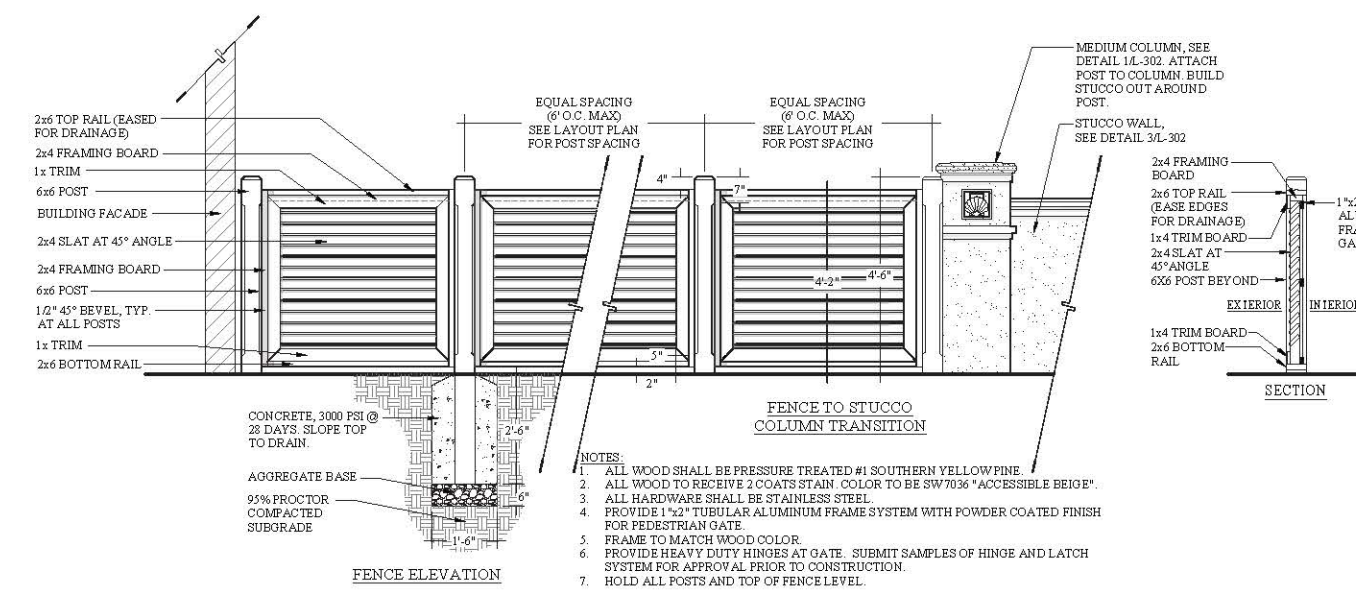 2x6 TOP RAIL (EASED
FOR DRAINAGE)
2x4 FRAMING BOARD
1x TRIM
6x6 POST
BUILDING FACADE
2x4 SLAT AT 45° ANGLE
2x4 FRAMING BOARD
6x6 POST
1/2" 45° BEVEL, TYP.
AT ALL POSTS
1x TRIM
2x6 BOTTOM RAIL
EQUAL SPACING
(6' O.C. MAX)
SEE LAYOUT PLAN
FOR POST SPACING
EQUAL SPACING
(6' O.C. MAX)
SEE LAYOUT PLAN
FOR POST SPACING
4"
7"
4'-2"
4'-6"
5"
2"
MEDIUM COLUMN, SEE
DETAIL 1/L-302. ATTACH
POST TO COLUMN. BUILD
STUCCO OUT AROUND
POST.
STUCCO WALL,
SEE DETAIL 3/L-302
2x4 FRAMING
BOARD
2x6 TOP RAIL
(EASE EDGES
FOR DRAINAGE)
1x4 TRIM BOARD
2x4 SLAT AT
45°ANGLE
6X6 POST BEYOND
EXTERIOR
INTERIOR
1x4 TRIM BOARD
2x6 BOTTOM
RAIL
SECTION
CONCRETE, 3000 PSI @
28 DAYS. SLOPE TOP
TO DRAIN.
AGGREGATE BASE
95% PROCTOR
COMPACTED
SUBGRADE
2'-6"
6"
1'-6"
FENCE ELEVATION
FENCE TO STUCCO
COLUMN TRANSITION
NOTES:
1. ALL WOOD SHALL BE PRESSURE TREATED #1 SOUTHERN YELLOW PINE.
2. ALL WOOD TO RECEIVE 2 COATS STAIN. COLOR TO BE SW7036 "ACCESSIBLE BEIGE".
3. ALL HARDWARE SHALL BE STAINLESS STEEL.
4. PROVIDE 1"x2" TUBULAR ALUMINUM FRAME SYSTEM WITH POWDER COATED FINISH
FOR PEDESTRIAN GATE.
5. FRAME TO MATCH WOOD COLOR.
6. PROVIDE HEAVY DUTY HINGES AT GATE. SUBMIT SAMPLES OF HINGE AND LATCH
SYSTEM FOR APPROVAL PRIOR TO CONSTRUCTION.
7. HOLD ALL POSTS AND TOP OF FENCE LEVEL.